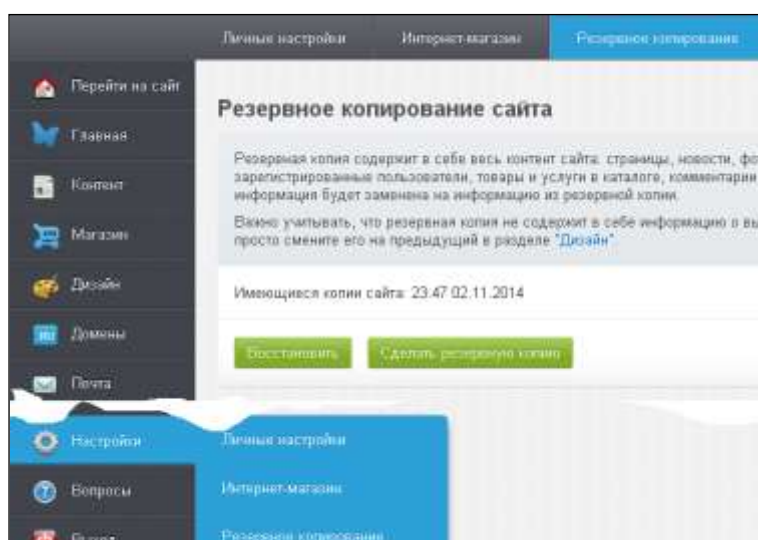 Личные настройки Интернет-магазин Резервное копирование
Перейти на сайт
Главная
Контент
Магазин
Дизайн
Домены
Почта
Резервное копирование сайта
Резервная копия содержит в себе весь контент сайта: страницы, новости, фо
зарегистрированные пользователи, товары и услуги в каталоге, комментарии
информация будет заменена на информацию из резервной копии.
Важно учитывать, что резервная копия не содержит в себе информацию о вы
просто смените его на предыдущий в разделе "Дизайн".
Имеющиеся копии сайта: 23:47 02.11.2014
Восстановить Сделать резервную копию
Настройки
Вопросы
Выход
Личные настройки
Интернет-магазин
Резервное копирование